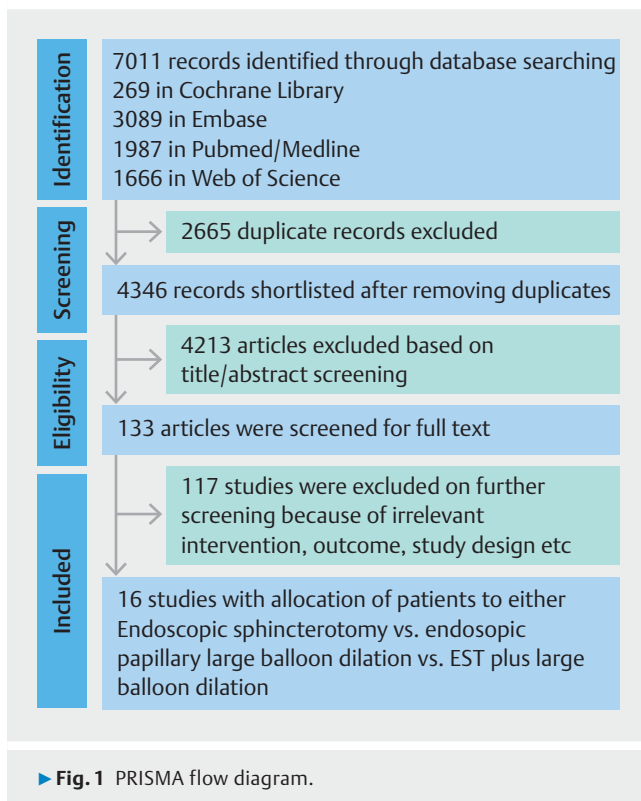 Identification
7011 records identified through database searching
269 in Cochrane Library
3089 in Embase
1987 in Pubmed/Medline
1666 in Web of Science
2665 duplicate records excluded
Screening
4346 records shortlisted after removing duplicates
4213 articles excluded based on
title/abstract screening
Eligibility
133 articles were screened for full text
117 studies were excluded on further
screening because of irrelevant
intervention, outcome, study design etc
Included
16 studies with allocation of patients to either
Endoscopic sphincterotomy vs. endosopic
papillary large balloon dilation vs. EST plus large
balloon dilation
▶ Fig. 1 PRISMA flow diagram.